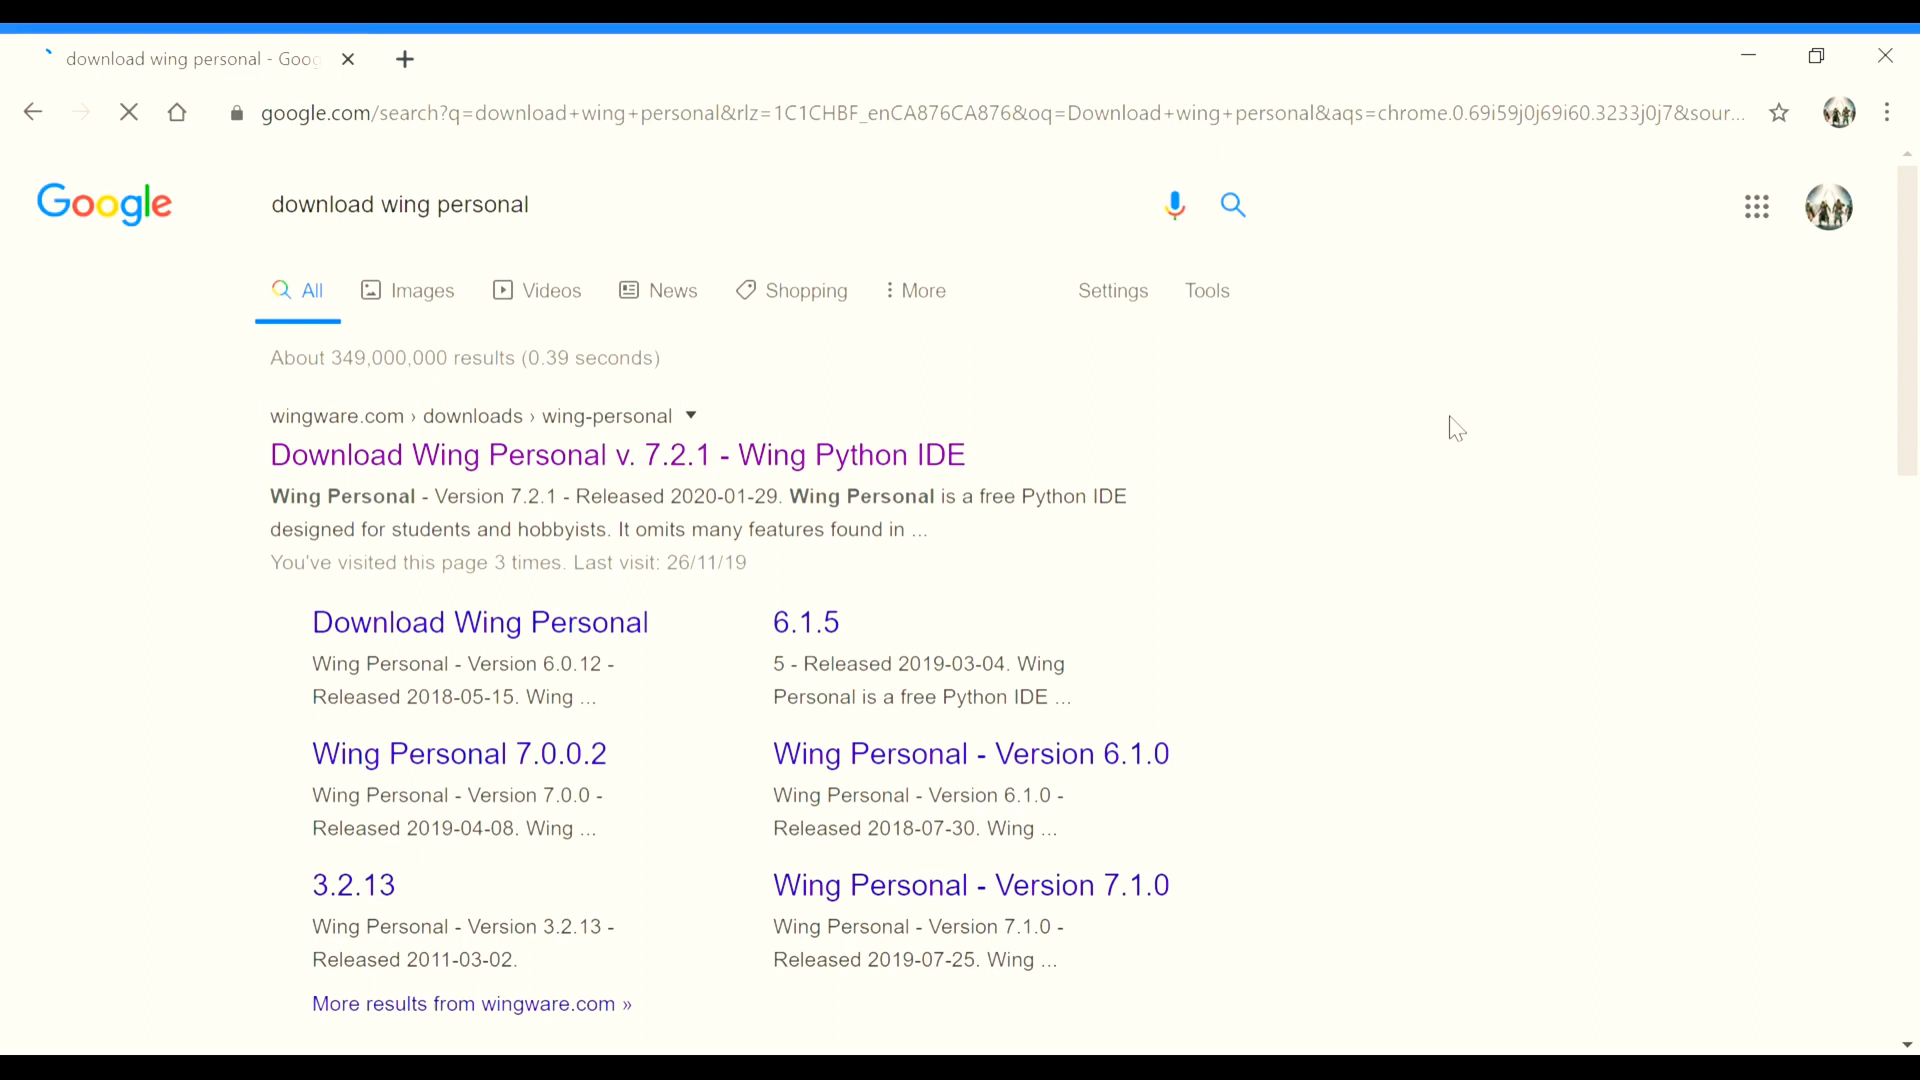 download wing personal - Goog
google.com/search?q=download+wing+personal&rlz=1C1CHBF_enCA876CA876&oq=Download+wing+personal&aqs=chrome.0.69i59j0j69i60.3233j0j7&sour...
Google
download wing personal
All
Images
Videos
News
Shopping
More
Settings
Tools
About 349,000,000 results (0.39 seconds)
wingware.com › downloads › wing-personal
Download Wing Personal v. 7.2.1 - Wing Python IDE
Wing Personal - Version 7.2.1 - Released 2020-01-29. Wing Personal is a free Python IDE
designed for students and hobbyists. It omits many features found in ...
You've visited this page 3 times. Last visit: 26/11/19
Download Wing Personal
Wing Personal - Version 6.0.12 -
Released 2018-05-15. Wing ...
6.1.5
5 - Released 2019-03-04. Wing
Personal is a free Python IDE ...
Wing Personal 7.0.0.2
Wing Personal - Version 7.0.0 -
Released 2019-04-08. Wing ...
Wing Personal - Version 6.1.0
Wing Personal - Version 6.1.0 -
Released 2018-07-30. Wing ...
3.2.13
Wing Personal - Version 3.2.13 -
Released 2011-03-02.
Wing Personal - Version 7.1.0
Wing Personal - Version 7.1.0 -
Released 2019-07-25. Wing ...
More results from wingware.com »